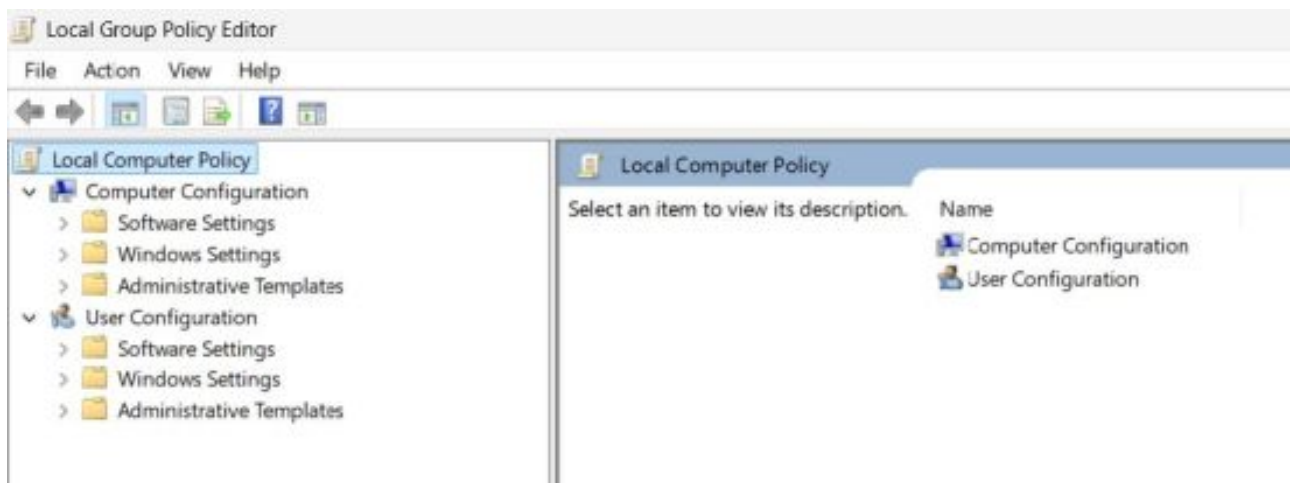 Local Group Policy Editor
File Action View Help
Local Computer Policy
Computer Configuration
Software Settings
Windows Settings
Administrative Templates
User Configuration
Software Settings
Windows Settings
Administrative Templates
Local Computer Policy
Select an item to view its description.
Name
Computer Configuration
User Configuration